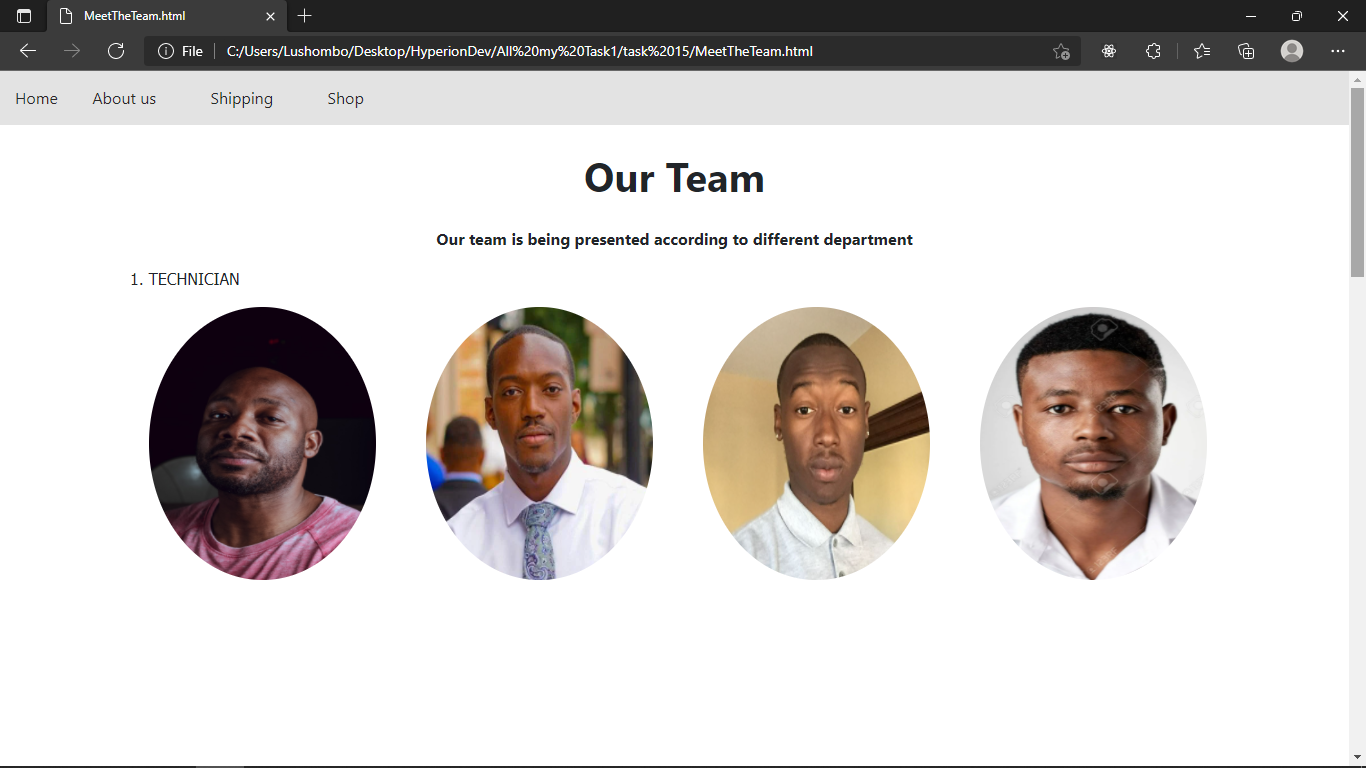 MeetTheTeam.html
File C:/Users/Lushombo/Desktop/HyperionDev/All%20my%20Task1/task%2015/MeetTheTeam.html
Home About us Shipping Shop
Our Team
Our team is being presented according to different department
1. TECHNICIAN